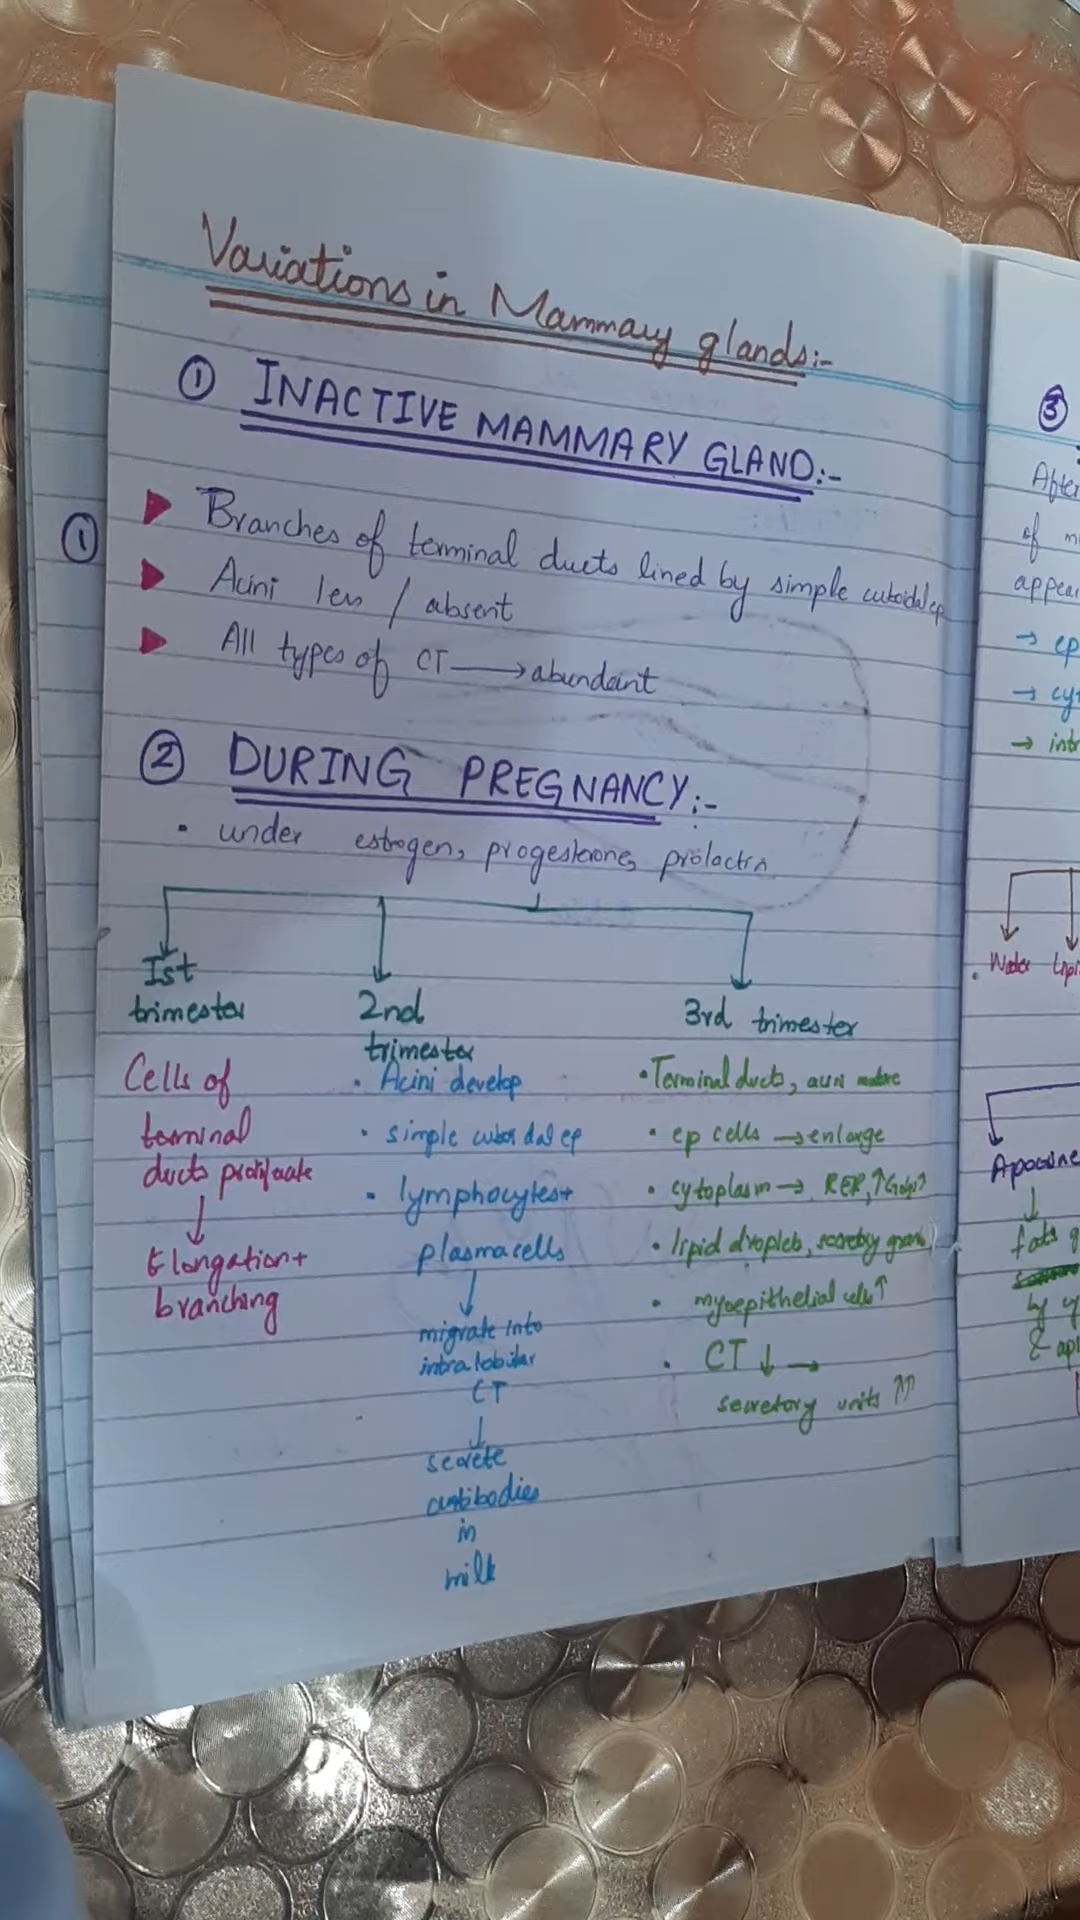 Variations in Mammary glands:-
① INACTIVE MAMMARY GLAND:-
①
Branches of terminal ducts lined by simple cuboidal ep
Acini less / absent
All types of CT → abundant
② DURING PREGNANCY:-
• under estrogen, progesterone, prolactin
Ist
trimester
Cells of
terminal
ducts proliferate
↓
Elongation+
branching
2nd
trimester
• Acini develop
• simple cuboidal ep
• lymphocytes+
plasma cells
↓
migrate into
intralobular
CT
↓
secrete
antibodies
in
milk
3rd trimester
• Terminal ducts, acini mature
• ep cells → enlarge
• cytoplasm → RER, ↑Golgi↑
• lipid droplets, secretory granules
• myoepithelial cells↑
• CT ↓ →
secretory units ↑↑
③
After
of
appear
→ ep
→
→
• Water
↓
fats
by
&